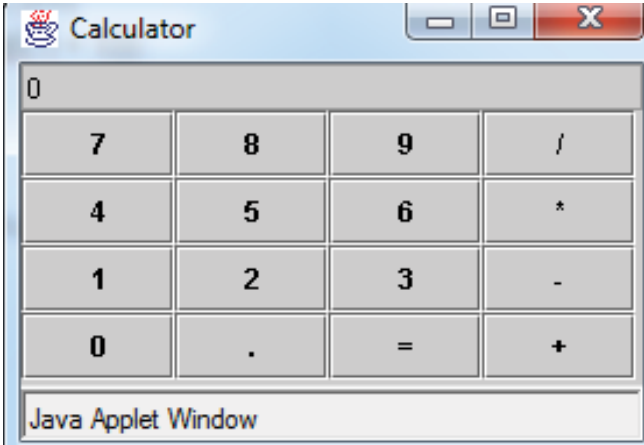 Calculator
0
7 8 9 /
4 5 6 *
1 2 3 -
0 . = +
Java Applet Window